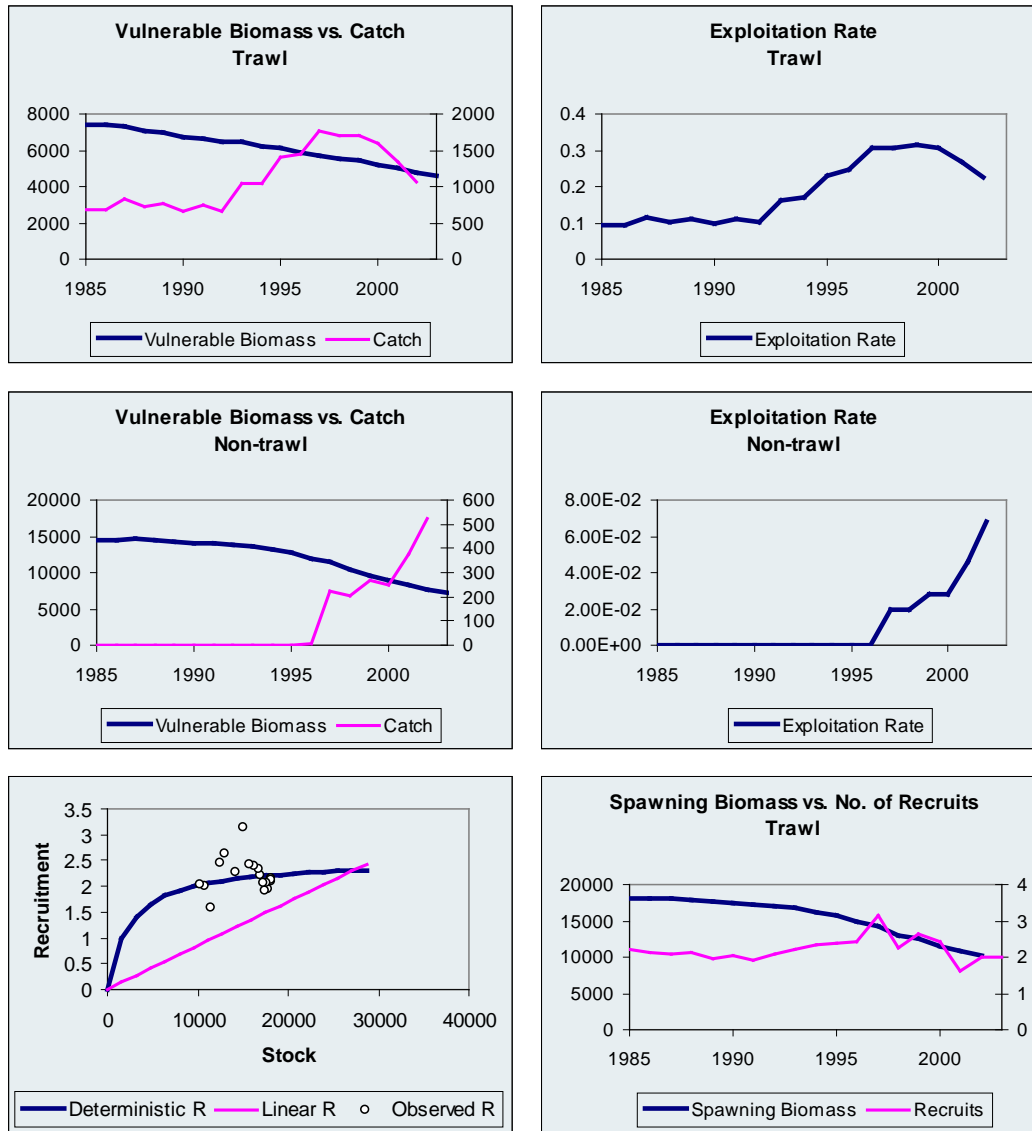 Vulnerable Biomass vs. Catch
Trawl
8000
6000
4000
2000
0
2000
1500
1000
500
0
1985 1990 1995 2000
Vulnerable Biomass Catch
Exploitation Rate
Trawl
0.4
0.3
0.2
0.1
0
1985 1990 1995 2000
Exploitation Rate
Vulnerable Biomass vs. Catch
Non-trawl
20000
15000
10000
5000
0
600
500
400
300
200
100
0
1985 1990 1995 2000
Vulnerable Biomass Catch
Exploitation Rate
Non-trawl
8.00E-02
6.00E-02
4.00E-02
2.00E-02
0.00E+00
1985 1990 1995 2000
Exploitation Rate
Recruitment
3.5
3
2.5
2
1.5
1
0.5
0
0 10000 20000 30000 40000
Stock
Deterministic R Linear R Observed R
Spawning Biomass vs. No. of Recruits
Trawl
20000
15000
10000
5000
0
4
3
2
1
0
1985 1990 1995 2000
Spawning Biomass Recruits